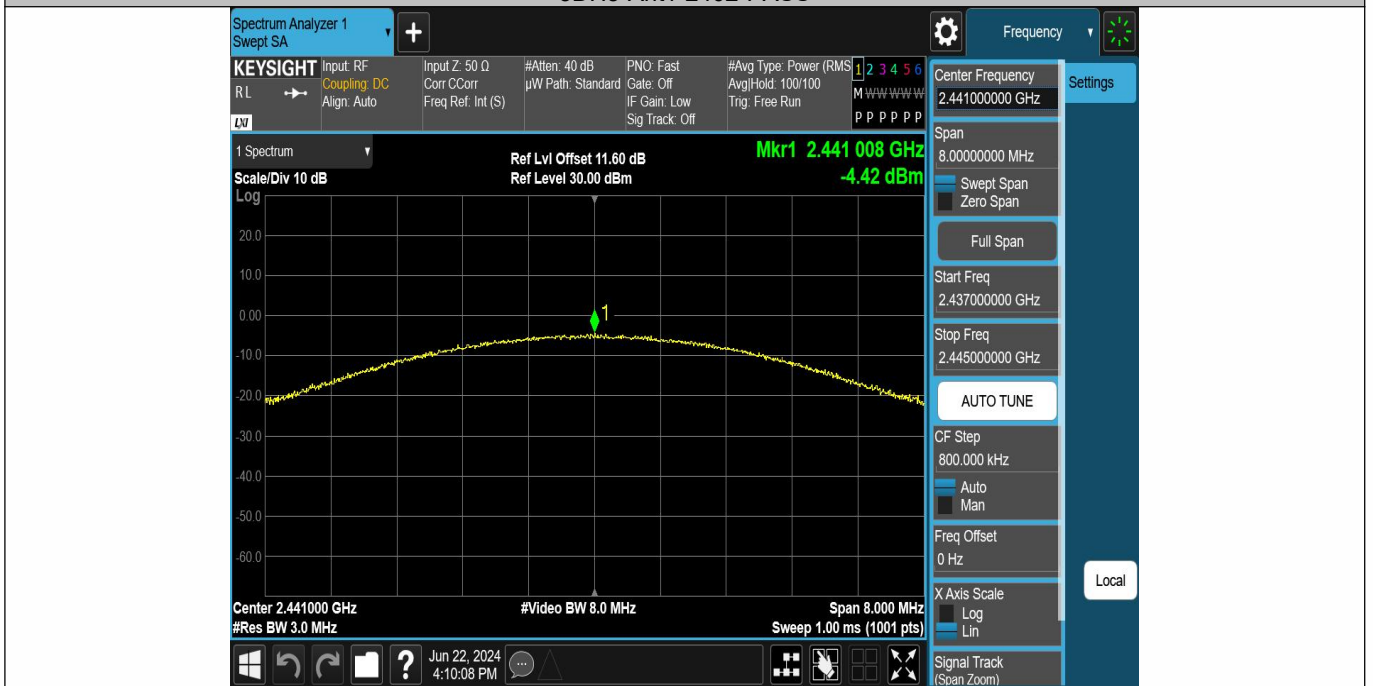 Spectrum Analyzer 1
Swept SA
Frequency
KEYSIGHT
RL
LXI
Input: RF
Coupling: DC
Align: Auto
Input Z: 50 Ω
Corr CCorr
Freq Ref: Int (S)
#Atten: 40 dB
µW Path: Standard
PNO: Fast
Gate: Off
IF Gain: Low
Sig Track: Off
#Avg Type: Power (RMS
Avg|Hold: 100/100
Trig: Free Run
1 2 3 4 5 6
M W W W W W
P P P P P P
1 Spectrum
Scale/Div 10 dB
Log
Ref Lvl Offset 11.60 dB
Ref Level 30.00 dBm
Mkr1 2.441 008 GHz
-4.42 dBm
1
20.0
10.0
0.00
-10.0
-20.0
-30.0
-40.0
-50.0
-60.0
Center 2.441000 GHz
#Res BW 3.0 MHz
#Video BW 8.0 MHz
Span 8.000 MHz
Sweep 1.00 ms (1001 pts)
Center Frequency
2.441000000 GHz
Span
8.00000000 MHz
Swept Span
Zero Span
Full Span
Start Freq
2.437000000 GHz
Stop Freq
2.445000000 GHz
AUTO TUNE
CF Step
800.000 kHz
Auto
Man
Freq Offset
0 Hz
X Axis Scale
Log
Lin
Signal Track
(Span Zoom)
Settings
Local
?
Jun 22, 2024
4:10:08 PM